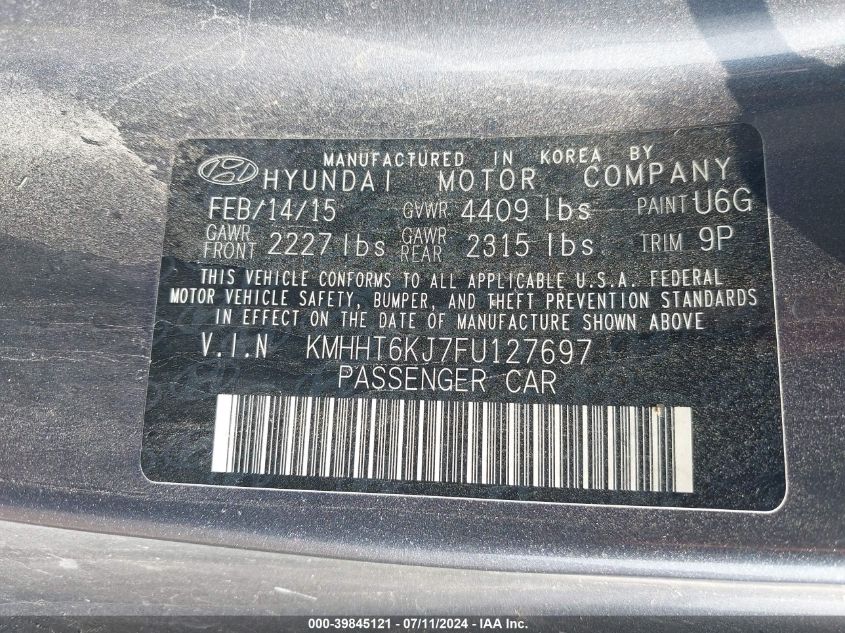 MANUFACTURED IN KOREA BY
HYUNDAI MOTOR COMPANY
FEB/14/15 GVWR 4409 lbs PAINT U6G
GAWR FRONT 2227 lbs GAWR REAR 2315 lbs TRIM 9P
THIS VEHICLE CONFORMS TO ALL APPLICABLE U.S.A. FEDERAL
MOTOR VEHICLE SAFETY, BUMPER, AND THEFT PREVENTION STANDARDS
IN EFFECT ON THE DATE OF MANUFACTURE SHOWN ABOVE
V.I.N KMHHT6KJ7FU127697
PASSENGER CAR
000-39845121 - 07/11/2024 - IAA Inc.